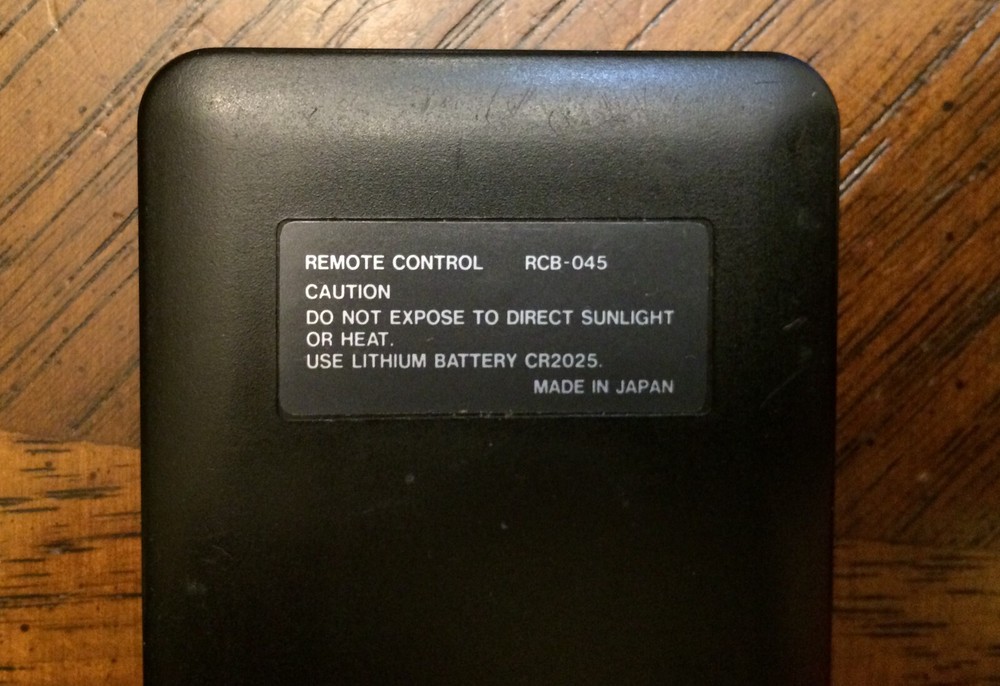 REMOTE CONTROL RCB-045
CAUTION
DO NOT EXPOSE TO DIRECT SUNLIGHT
OR HEAT.
USE LITHIUM BATTERY CR2025.
MADE IN JAPAN